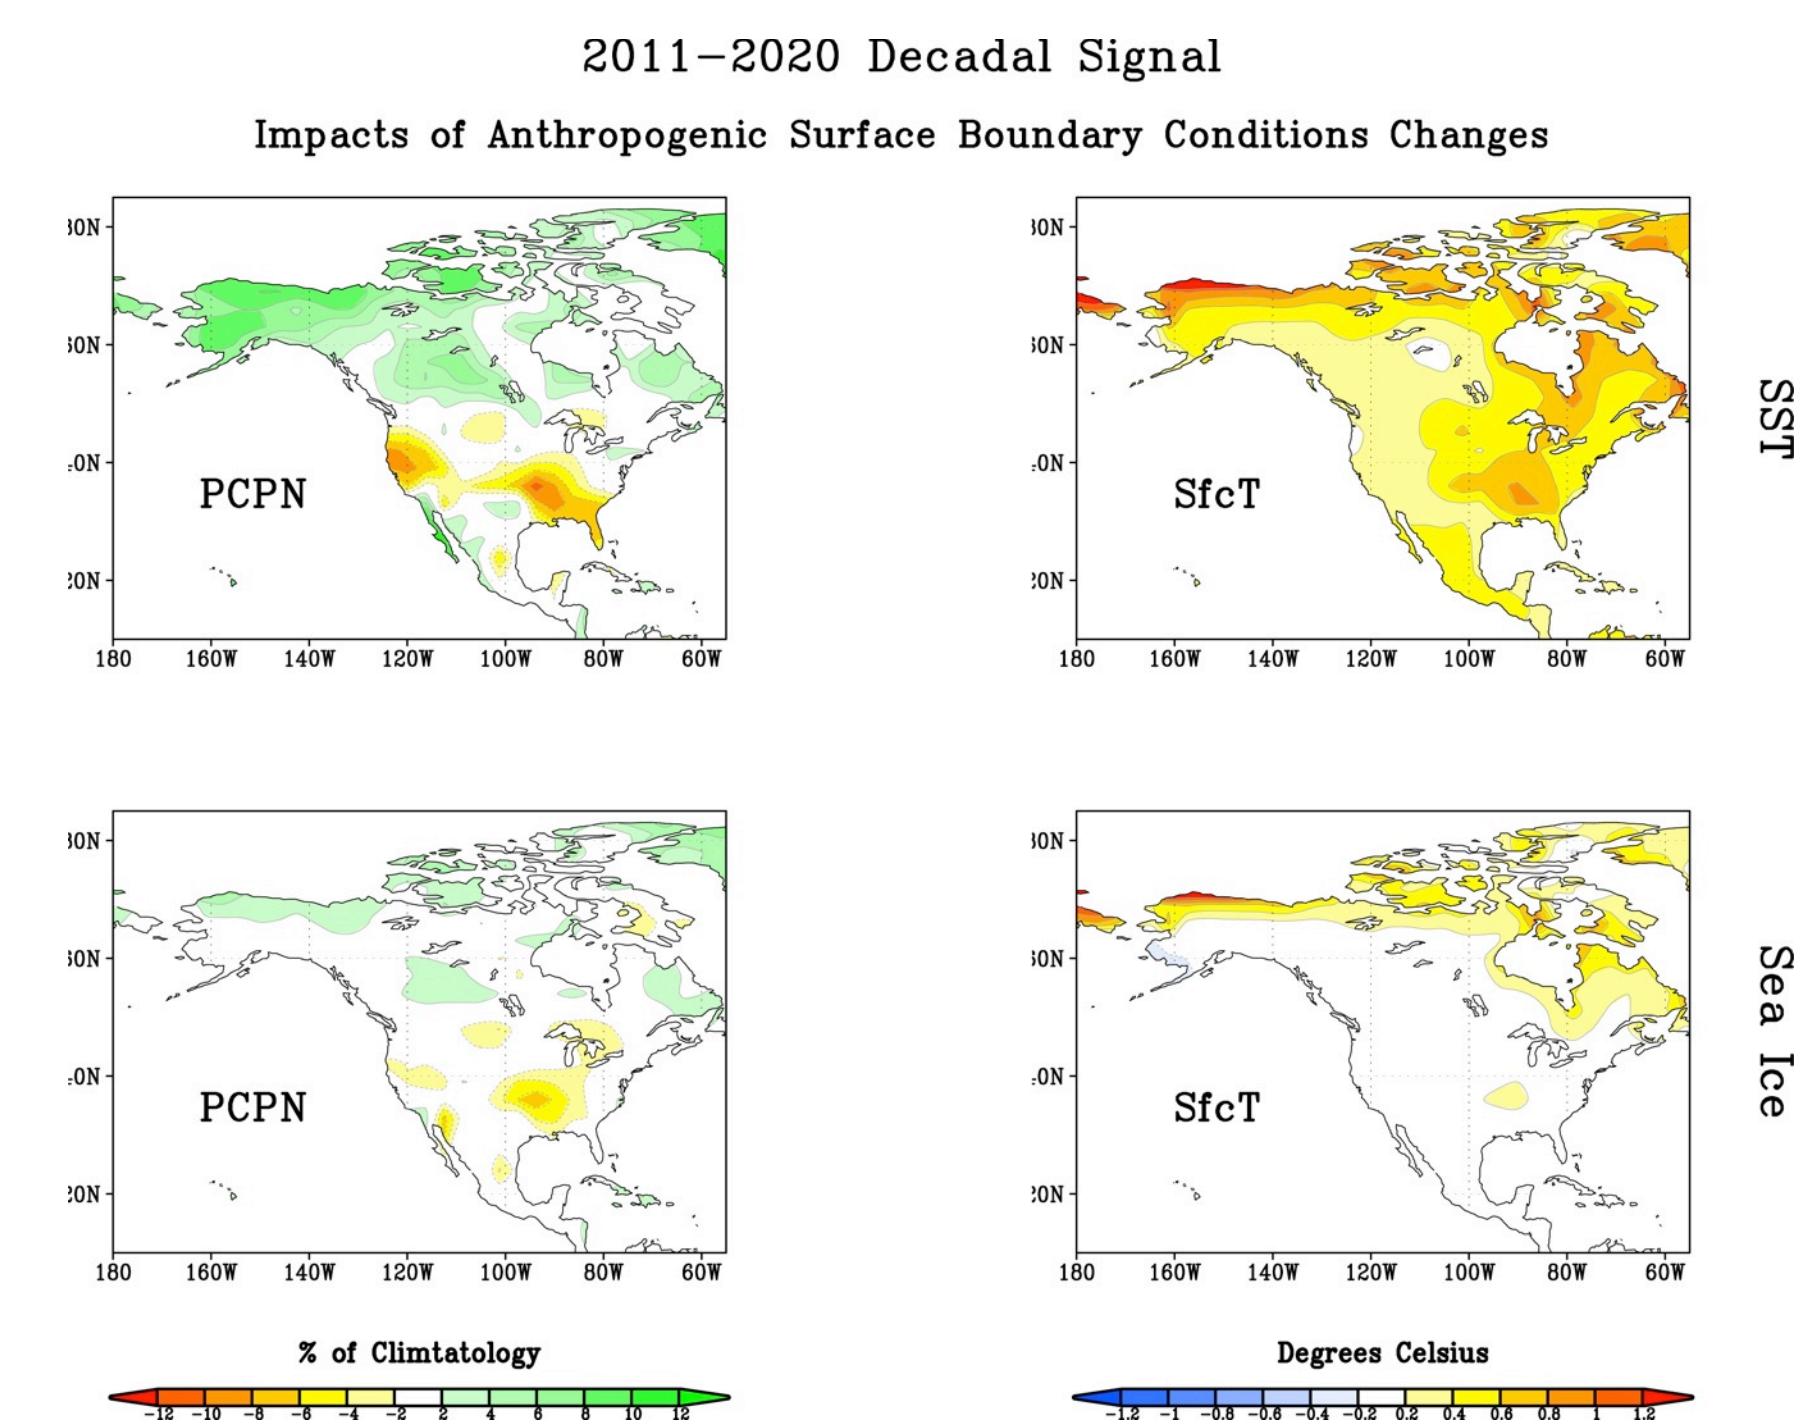 2011-2020 Decadal Signal
Impacts of Anthropogenic Surface Boundary Conditions Changes
PCPN
180 160W 140W 120W 100W 80W 60W
SfcT
20N
180 160W 140W 120W 100W 80W 60W
SST
PCPN
180 160W 140W 120W 100W 80W 60W
SfcT
180 160W 140W 120W 100W 80W 60W
Sea Ice
% of Climtatology
-12 -10 -8 -6 -4 -2 2 4 6 8 10 12
Degrees Celsius
-1.2 -1 -0.8 -0.6 -0.4 -0.2 0.2 0.4 0.6 0.8 1 1.2